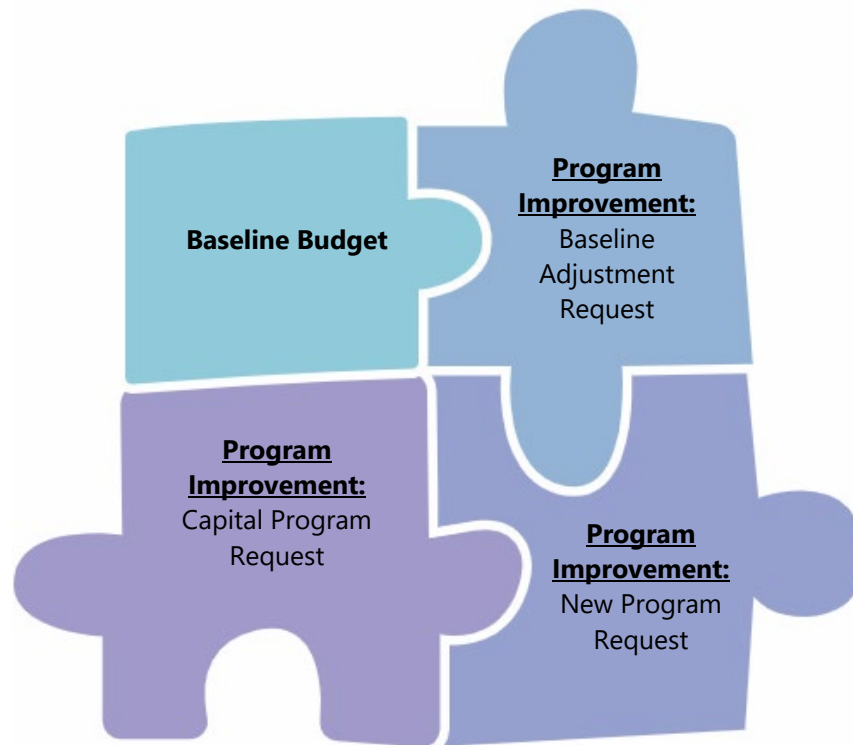 Baseline Budget
Program
Improvement:
Baseline
Adjustment
Request
Program
Improvement:
Capital Program
Request
Program
Improvement:
New Program
Request